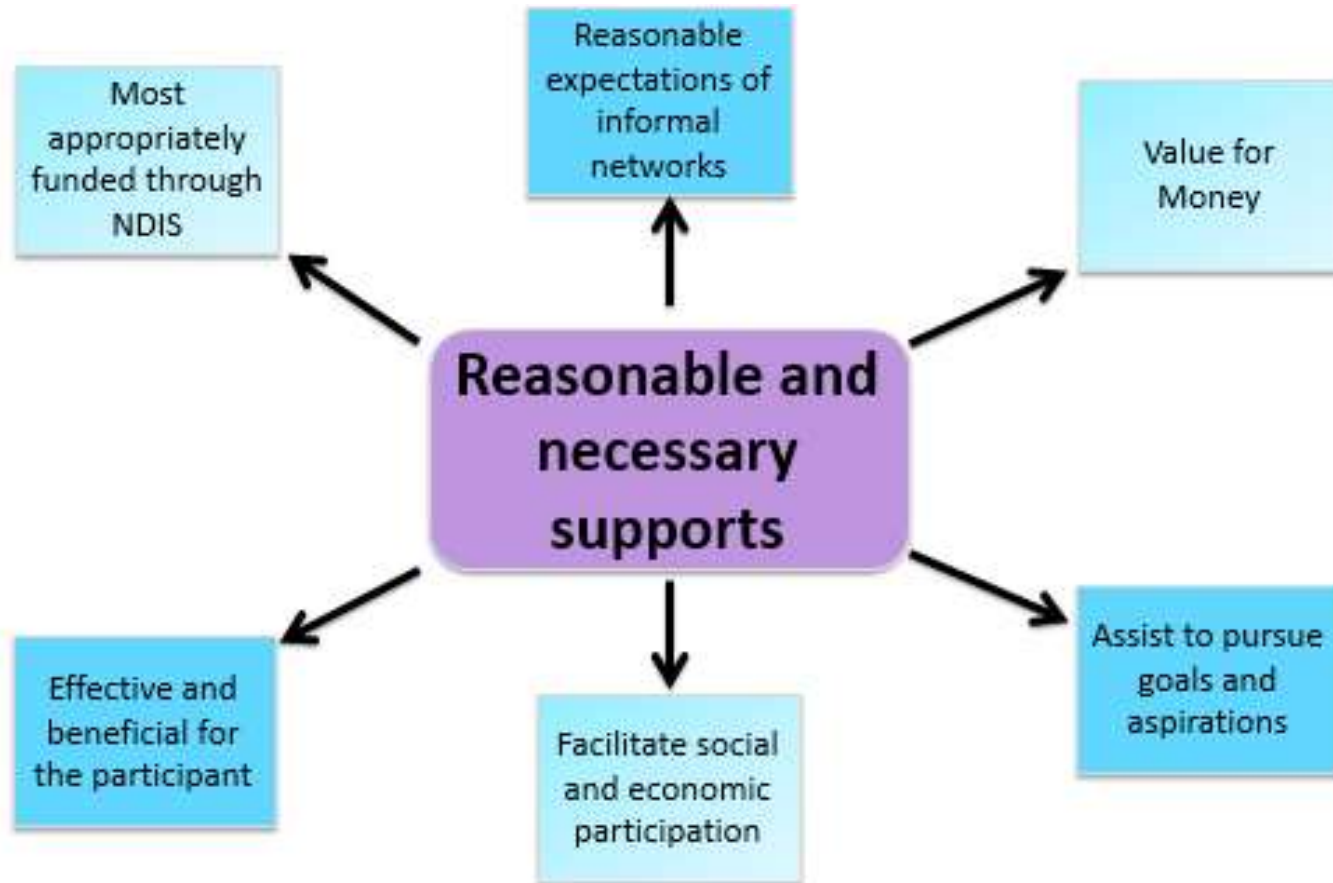 Reasonable
expectations of
informal
networks
Most
appropriately
funded through
NDIS
Value for
Money
Reasonable and
necessary
supports
Effective and
beneficial for
the participant
Facilitate social
and economic
participation
Assist to pursue
goals and
aspirations